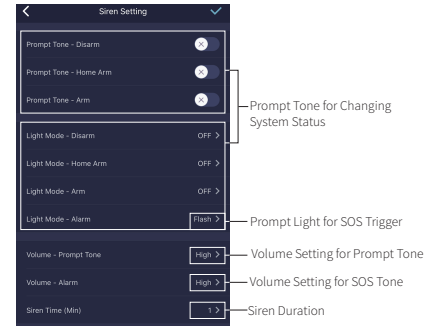 Siren Setting
Prompt Tone - Disarm
Prompt Tone - Home Arm
Prompt Tone - Arm
Prompt Tone for Changing
System Status
Light Mode - Disarm OFF
Light Mode - Home Arm OFF
Light Mode - Arm OFF
Light Mode - Alarm Flash
Prompt Light for SOS Trigger
Volume - Prompt Tone High
Volume Setting for Prompt Tone
Volume - Alarm High
Volume Setting for SOS Tone
Siren Time (Min) 1
Siren Duration